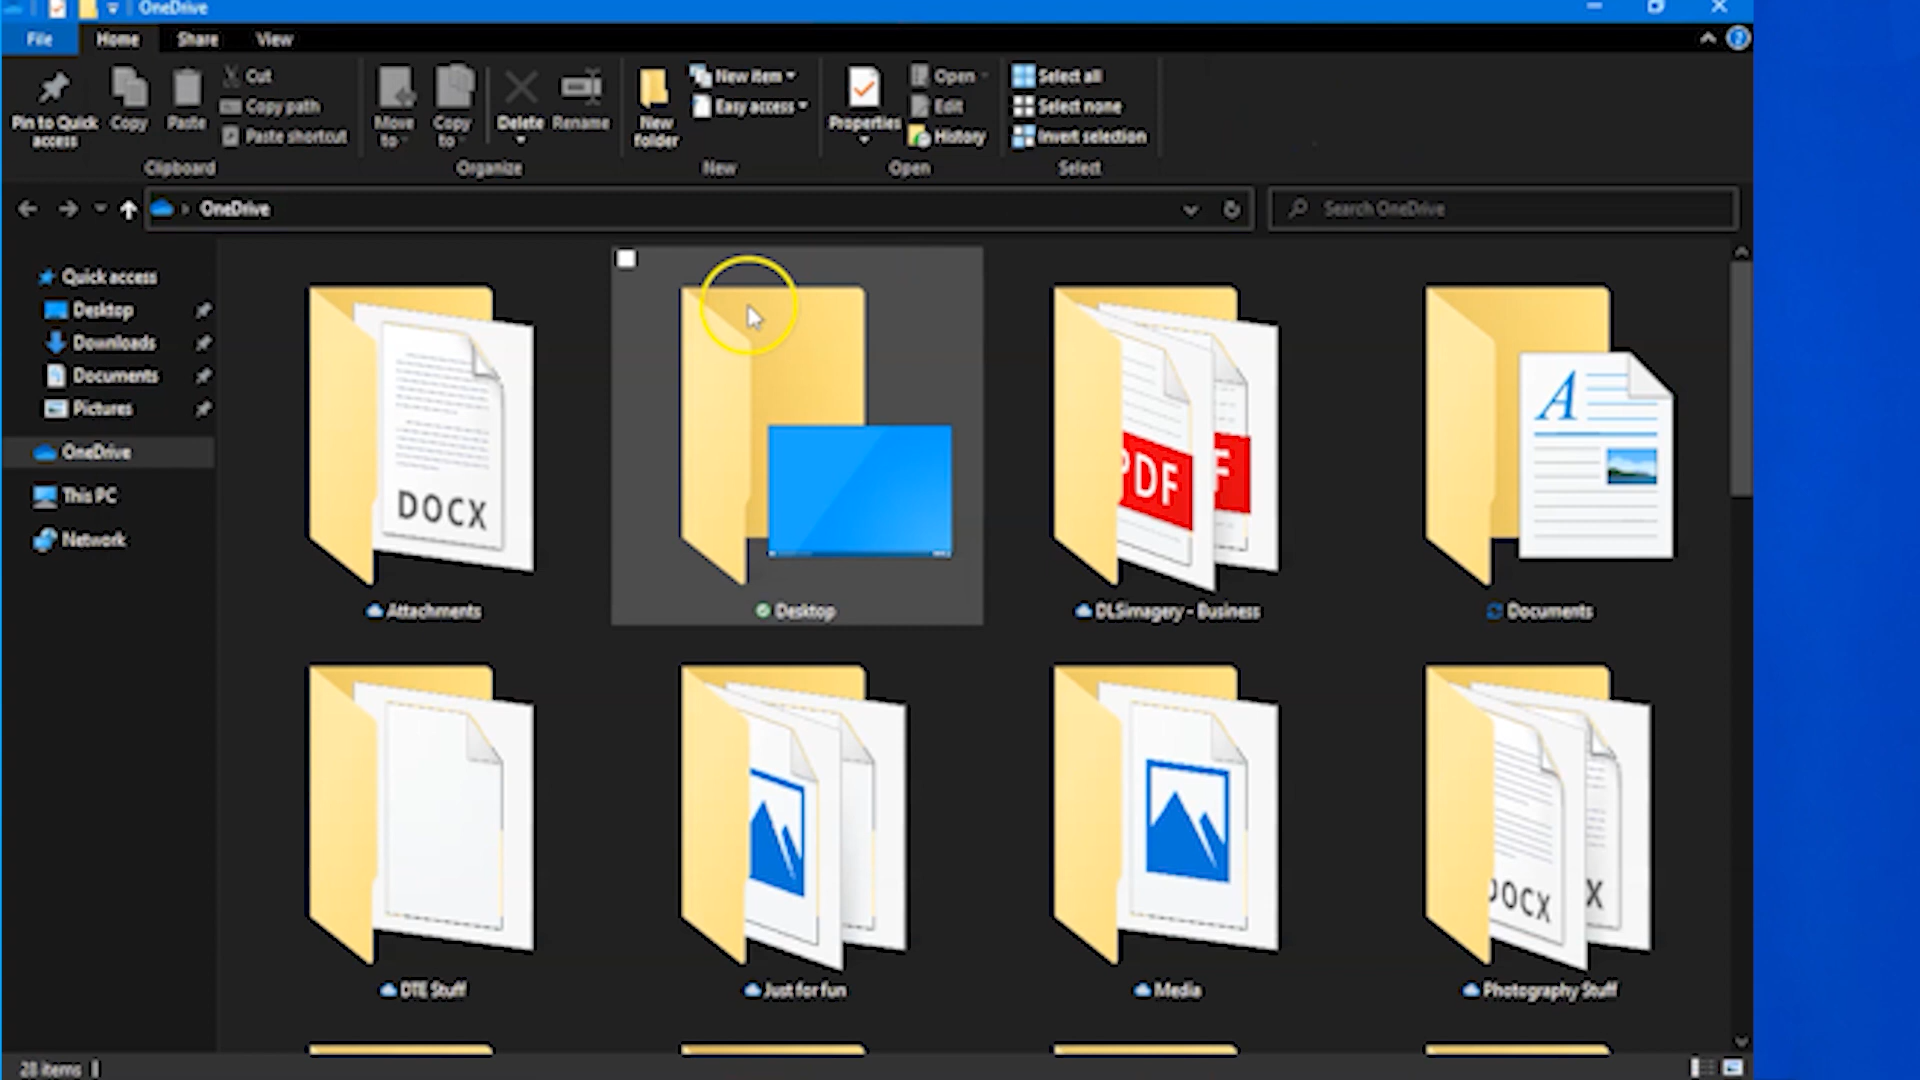 OneDrive
File Home Share View
Pin to Quick access
Copy
Paste
Cut
Copy path
Paste shortcut
Clipboard
Move to
Copy to
Delete
Rename
Organize
New folder
New item
Easy access
New
Properties
Open
Edit
History
Open
Select all
Select none
Invert selection
Select
OneDrive
Search OneDrive
Quick access
Desktop
Downloads
Documents
Pictures
OneDrive
This PC
Network
DOCX
PDF
F
A
Attachments
Desktop
DLSimagery - Business
Documents
DOCX
X
DTE Stuff
Just for fun
Media
Photography Stuff
28 items